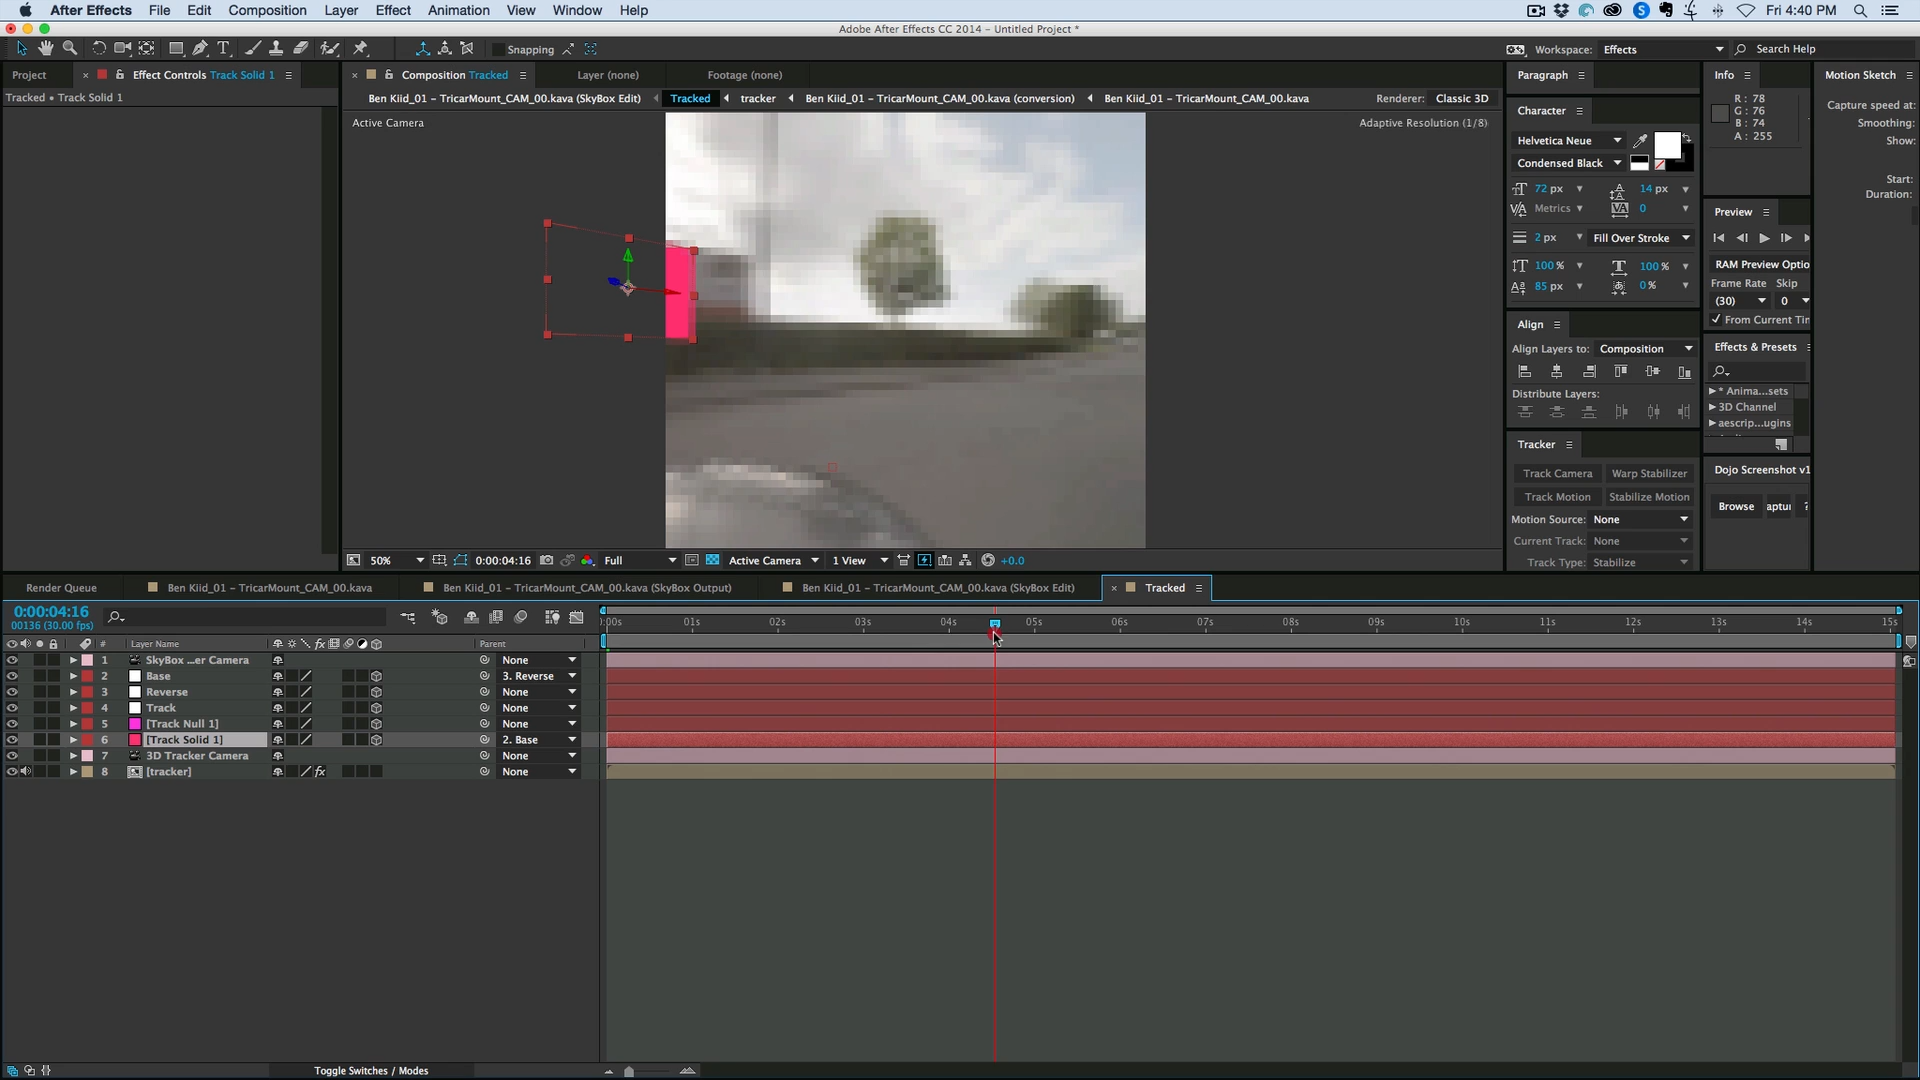 After Effects File Edit Composition Layer Effect Animation View Window Help Fri 4:40 PM
Adobe After Effects CC 2014 – Untitled Project *
Snapping Workspace: Effects Search Help
Project Effect Controls Track Solid 1
Tracked • Track Solid 1
Composition Tracked Layer (none) Footage (none)
Ben Kiid_01 – TricarMount_CAM_00.kava (SkyBox Edit) Tracked tracker Ben Kiid_01 – TricarMount_CAM_00.kava (conversion) Ben Kiid_01 – TricarMount_CAM_00.kava Renderer: Classic 3D
Active Camera Adaptive Resolution (1/8)
50% 0:00:04:16 Full Active Camera 1 View +0.0
Paragraph
Character
Helvetica Neue
Condensed Black
72 px 14 px
Metrics 0
2 px Fill Over Stroke
100% 100%
85 px 0%
Align
Align Layers to: Composition
Distribute Layers:
Tracker
Track Camera Warp Stabilizer
Track Motion Stabilize Motion
Motion Source: None
Current Track: None
Track Type: Stabilize
Info
R: 78
G: 76
B: 74
A: 255
Preview
RAM Preview Optio
Frame Rate Skip
(30) 0
From Current Tir
Effects & Presets
* Anima...sets
3D Channel
aescrip...ugins
Dojo Screenshot v1
Browse aptu ?
Motion Sketch
Capture speed at:
Smoothing:
Show:
Start:
Duration:
Render Queue Ben Kiid_01 – TricarMount_CAM_00.kava Ben Kiid_01 – TricarMount_CAM_00.kava (SkyBox Output) Ben Kiid_01 – TricarMount_CAM_00.kava (SkyBox Edit) Tracked
0:00:04:16
00136 (30.00 fps)
:00s 01s 02s 03s 04s 05s 06s 07s 08s 09s 10s 11s 12s 13s 14s 15s
# Layer Name Parent
1 SkyBox ...er Camera None
2 Base 3. Reverse
3 Reverse None
4 Track None
5 [Track Null 1] None
6 [Track Solid 1] 2. Base
7 3D Tracker Camera None
8 [tracker] fx None
Toggle Switches / Modes